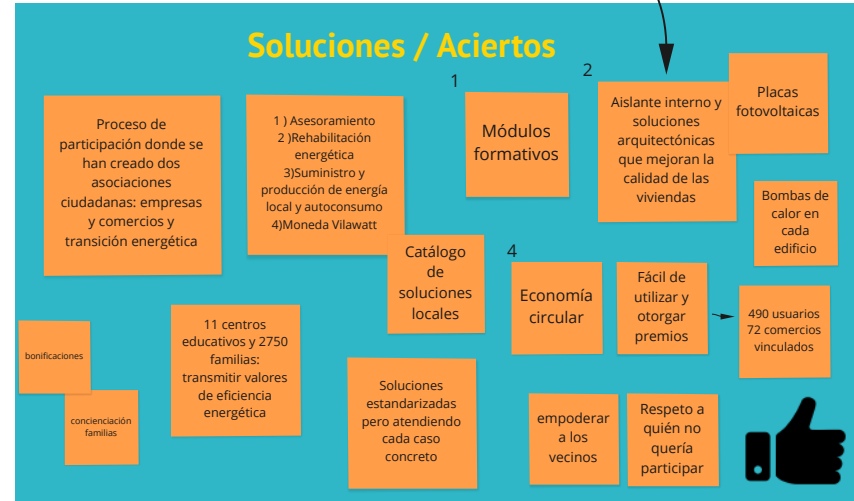 Soluciones / Aciertos
Proceso de
participación donde se
han creado dos
asociaciones
ciudadanas: empresas
y comercios y
transición energética
1 ) Asesoramiento
2 )Rehabilitación
energética
3)Suministro y
producción de energía
local y autoconsumo
4)Moneda Vilawatt
1
Módulos
formativos
2
Aislante interno y
soluciones
arquitectónicas
que mejoran la
calidad de las
viviendas
Placas
fotovoltaicas
Bombas de
calor en
cada
edificio
Catálogo
de
soluciones
locales
4
Economía
circular
Fácil de
utilizar y
otorgar
premios
490 usuarios
72 comercios
vinculados
bonificaciones
concienciación
familias
11 centros
educativos y 2750
familias:
transmitir valores
de eficiencia
energética
Soluciones
estandarizadas
pero atendiendo
cada caso
concreto
empoderar
a los
vecinos
Respeto a
quién no
quería
participar